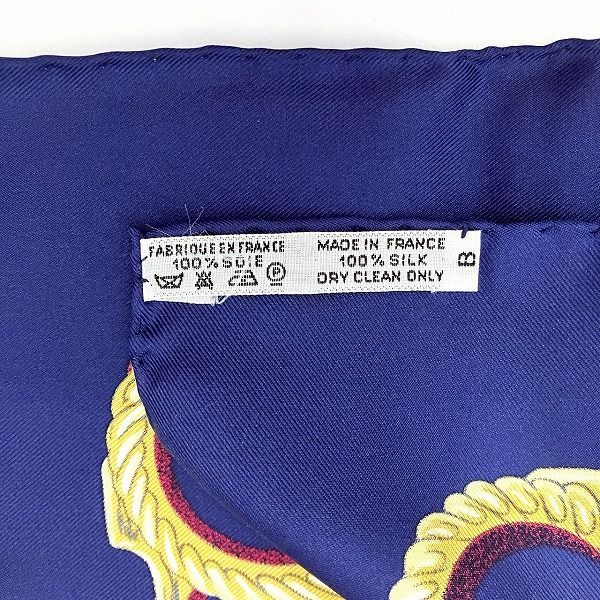 FABRIQUE EN FRANCE
100% SOIE
MADE IN FRANCE
100% SILK
DRY CLEAN ONLY
B